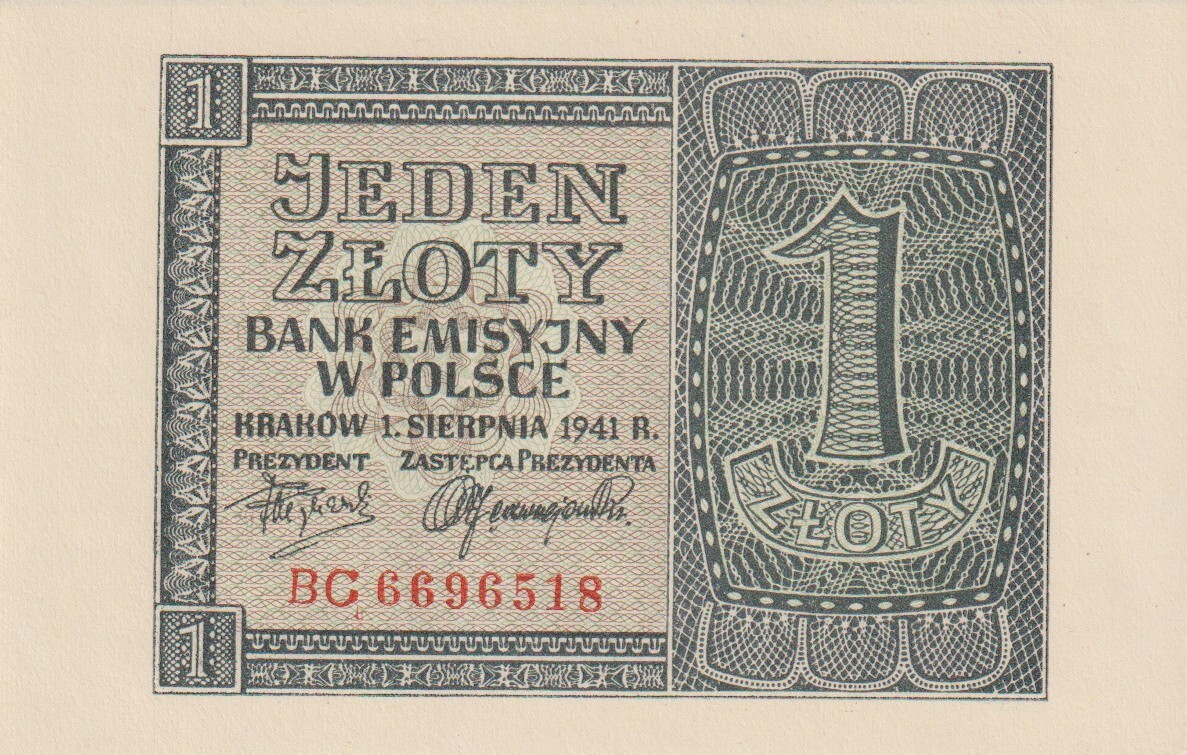 1
JEDEN
ZŁOTY
BANK EMISYJNY
W POLSCE
KRAKÓW 1. SIERPNIA 1941 R.
PREZYDENT ZASTĘPCA PREZYDENTA
BC 6696518
1
1
ZŁOTY